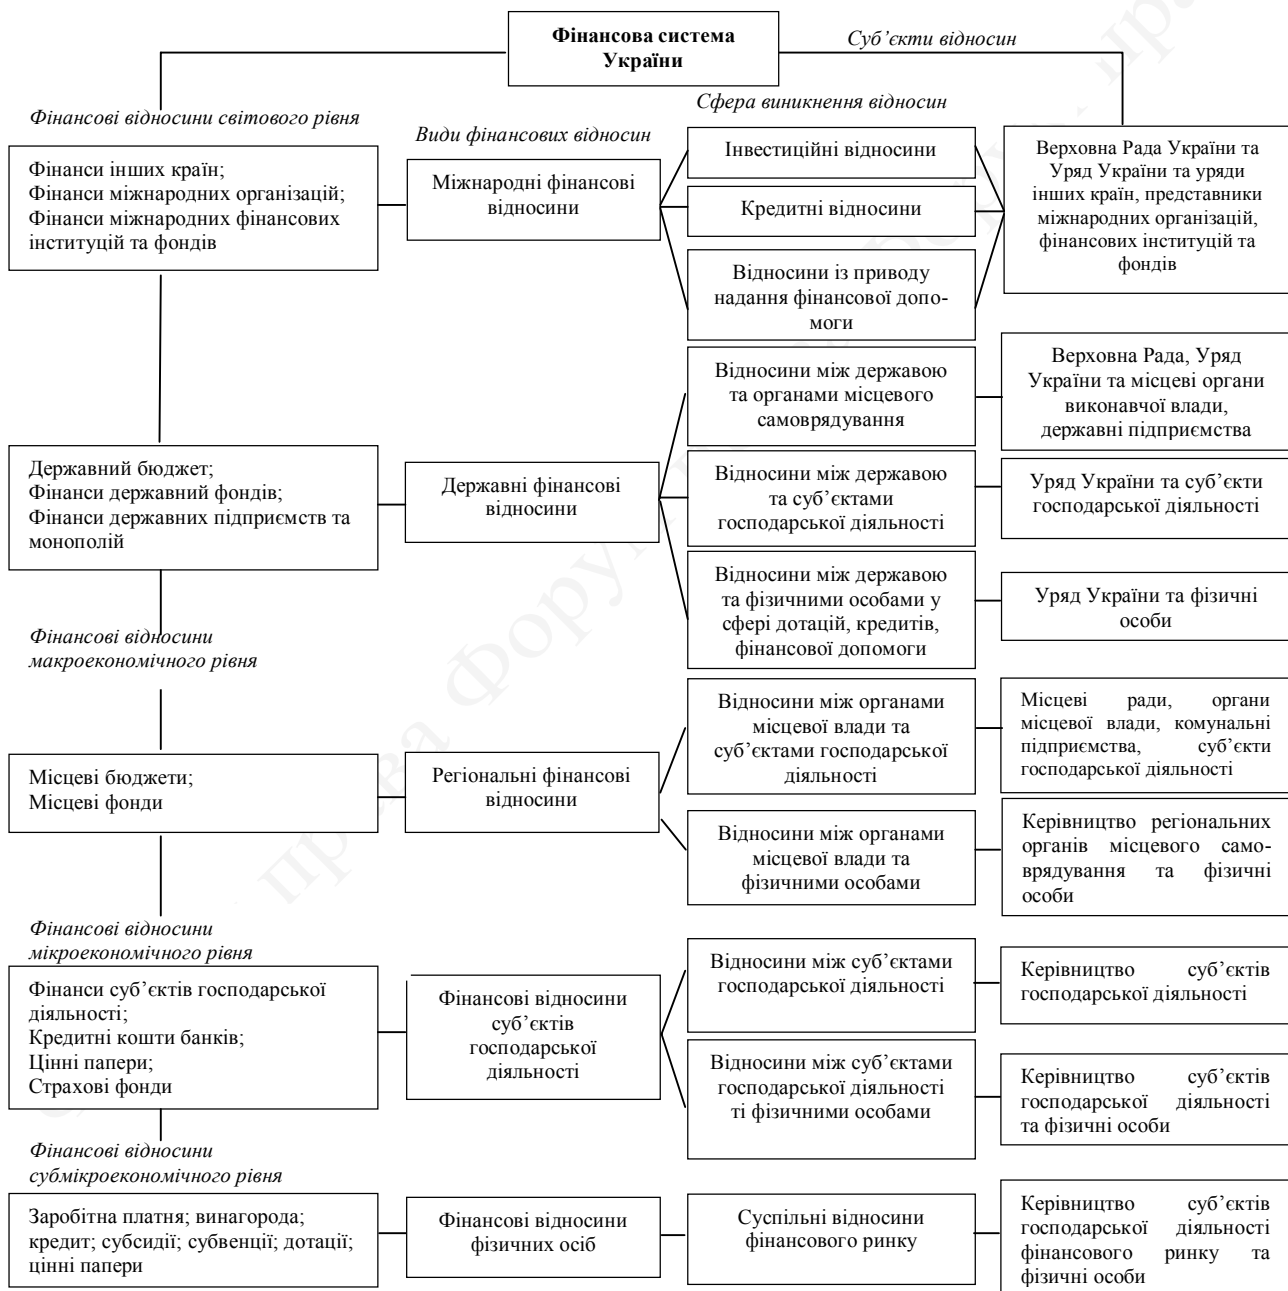 Фінансова система
України
Суб’єкти відносин
Фінансові відносини світового рівня
Види фінансових відносин
Сфера виникнення відносин
Фінанси інших країн;
Фінанси міжнародних організацій;
Фінанси міжнародних фінансових
інституцій та фондів
Міжнародні фінансові
відносини
Інвестиційні відносини
Кредитні відносини
Відносини із приводу
надання фінансової допо-
моги
Верховна Рада України та
Уряд України та уряди
інших країн, представники
міжнародних організацій,
фінансових інституцій та
фондів
Державний бюджет;
Фінанси державний фондів;
Фінанси державних підприємств та
монополій
Державні фінансові
відносини
Відносини між державою
та органами місцевого
самоврядування
Верховна Рада, Уряд
України та місцеві органи
виконавчої влади,
державні підприємства
Відносини між державою
та суб’єктами
господарської діяльності
Уряд України та суб’єкти
господарської діяльності
Відносини між державою
та фізичними особами у
сфері дотацій, кредитів,
фінансової допомоги
Уряд України та фізичні
особи
Фінансові відносини
макроекономічного рівня
Місцеві бюджети;
Місцеві фонди
Регіональні фінансові
відносини
Відносини між органами
місцевої влади та
суб’єктами господарської
діяльності
Місцеві ради, органи
місцевої влади, комунальні
підприємства, суб’єкти
господарської діяльності
Відносини між органами
місцевої влади та
фізичними особами
Керівництво регіональних
органів місцевого само-
врядування та фізичні
особи
Фінансові відносини
мікроекономічного рівня
Фінанси суб’єктів господарської
діяльності;
Кредитні кошти банків;
Цінні папери;
Страхові фонди
Фінансові відносини
суб’єктів
господарської
діяльності
Відносини між суб’єктами
господарської діяльності
Керівництво суб’єктів
господарської діяльності
Відносини між суб’єктами
господарської діяльності
ті фізичними особами
Керівництво суб’єктів
господарської діяльності
та фізичні особи
Фінансові відносини
субмікроекономічного рівня
Заробітна платня; винагорода;
кредит; субсидії; субвенції; дотації;
цінні папери
Фінансові відносини
фізичних осіб
Суспільні відносини
фінансового ринку
Керівництво суб’єктів
господарської діяльності
фінансового ринку та
фізичні особи